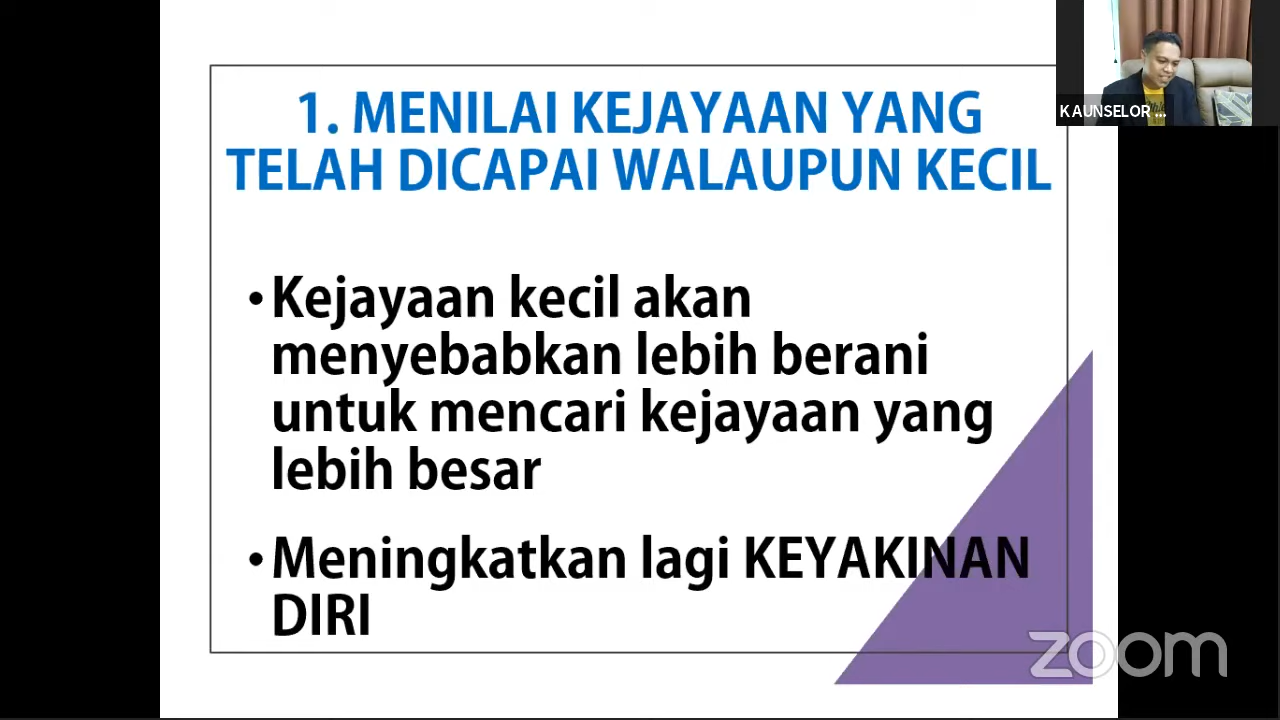 1. MENILAI KEJAYAAN YANG
TELAH DICAPAI WALAUPUN KECIL
•Kejayaan kecil akan
menyebabkan lebih berani
untuk mencari kejayaan yang
lebih besar
•Meningkatkan lagi KEYAKINAN
DIRI
KAUNSELOR ...
zoom